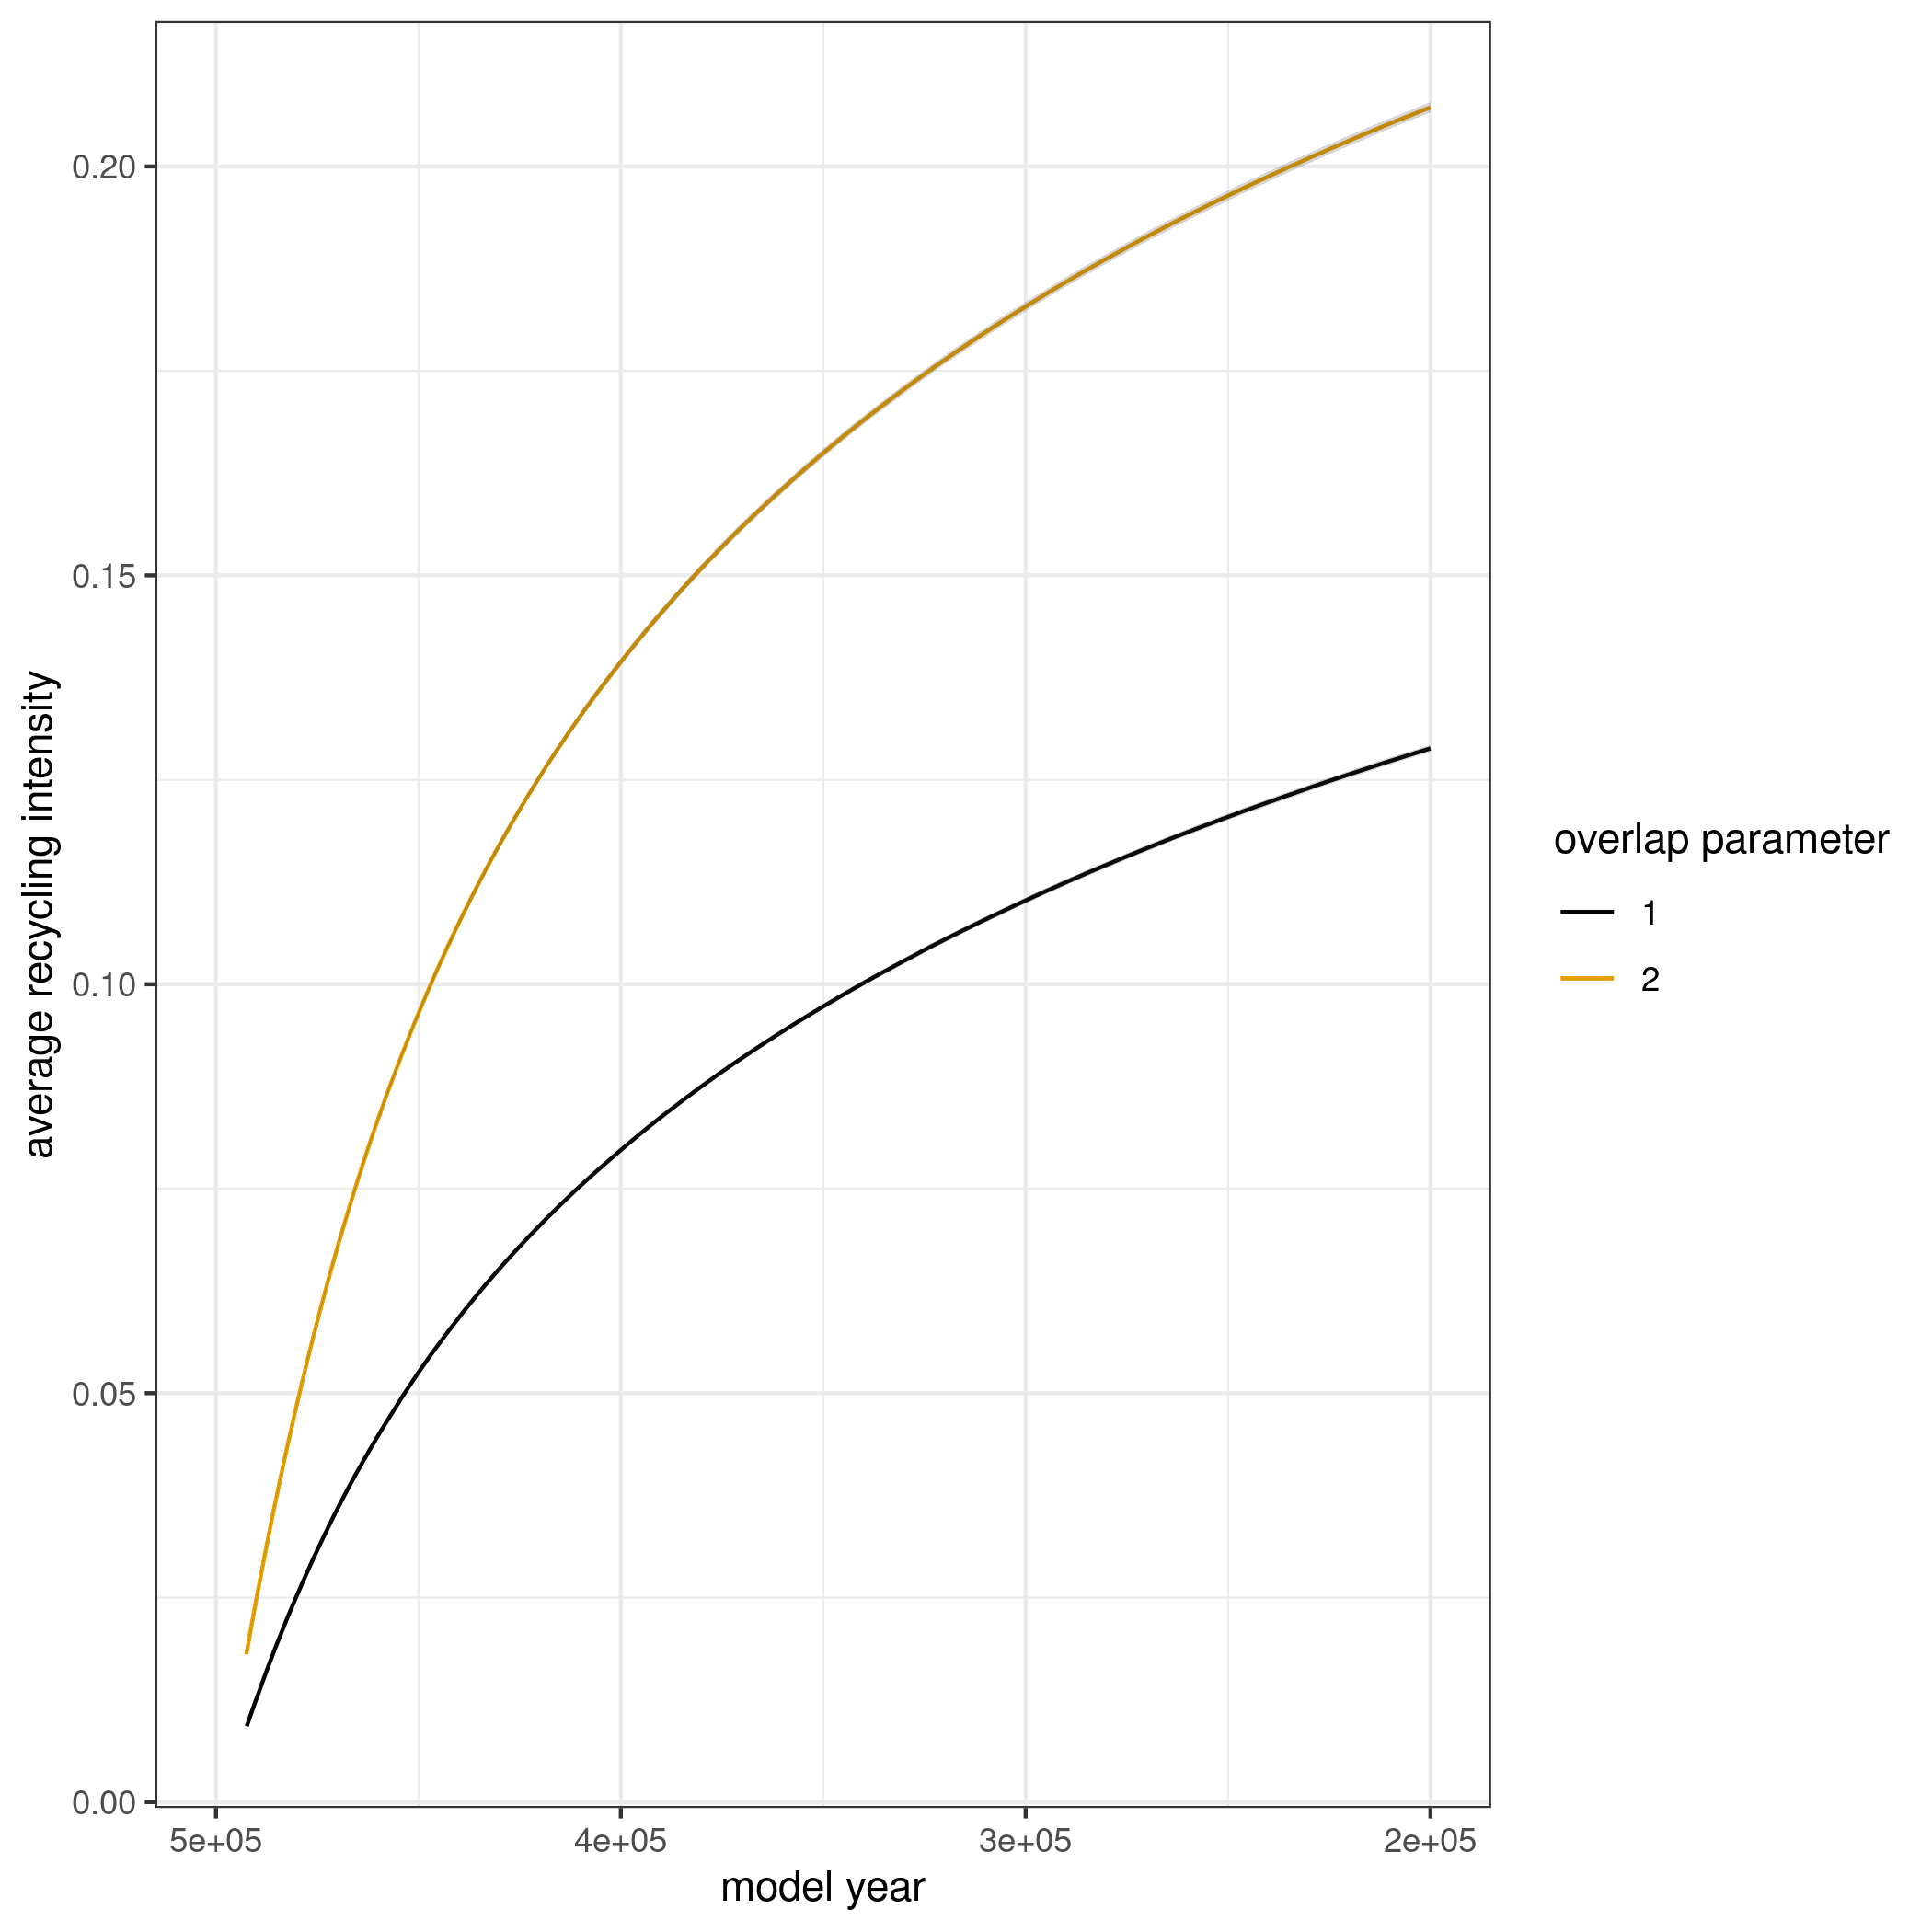 0.20
0.15
0.10
0.05
0.00
average recycling intensity
5e+05
4e+05
3e+05
2e+05
model year
overlap parameter
1
2